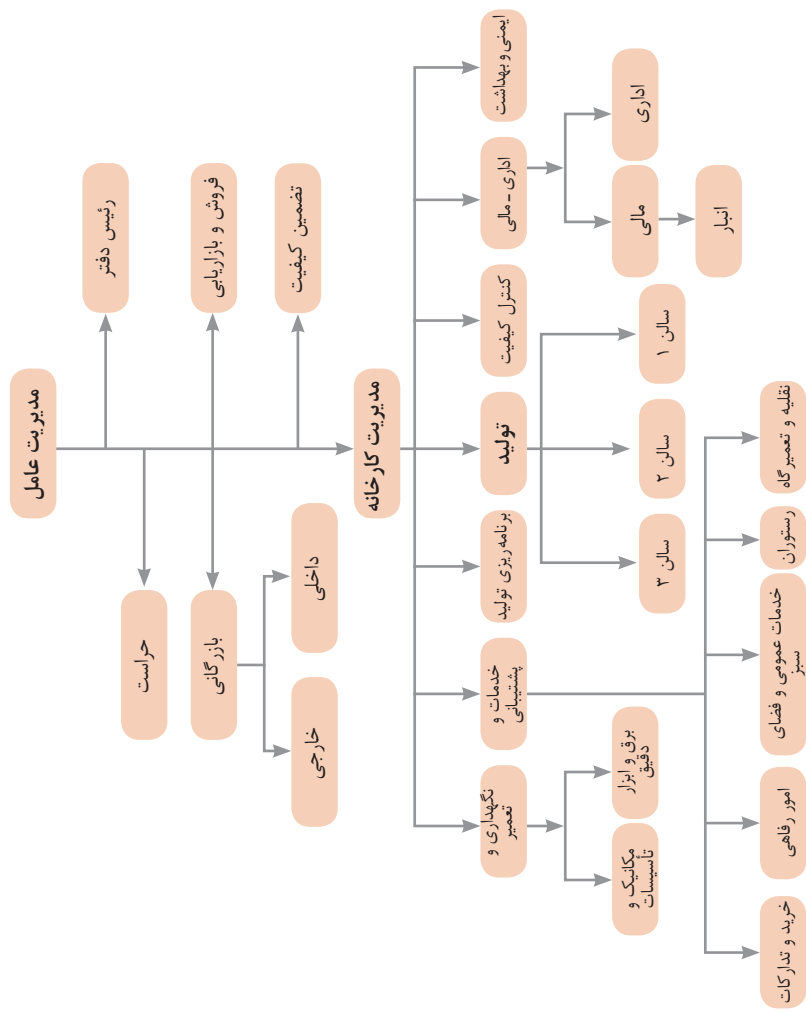 مدیریت عامل
رئیس دفتر
حراست
فروش و بازاریابی
بازرگانی
داخلی
خارجی
تضمین کیفیت
مدیریت کارخانه
ایمنی و بهداشت
اداری - مالی
کنترل کیفیت
تولید
برنامه ریزی تولید
خدمات و
پشتیبانی
نگهداری و
تعمیر
اداری
مالی
انبار
سالن ۱
سالن ۲
سالن ۳
برق و ابزار
دقیق
مکانیک و
تأسیسات
نقلیه و تعمیرگاه
رستوران
خدمات عمومی و فضای
سبز
امور رفاهی
خرید و تدارکات